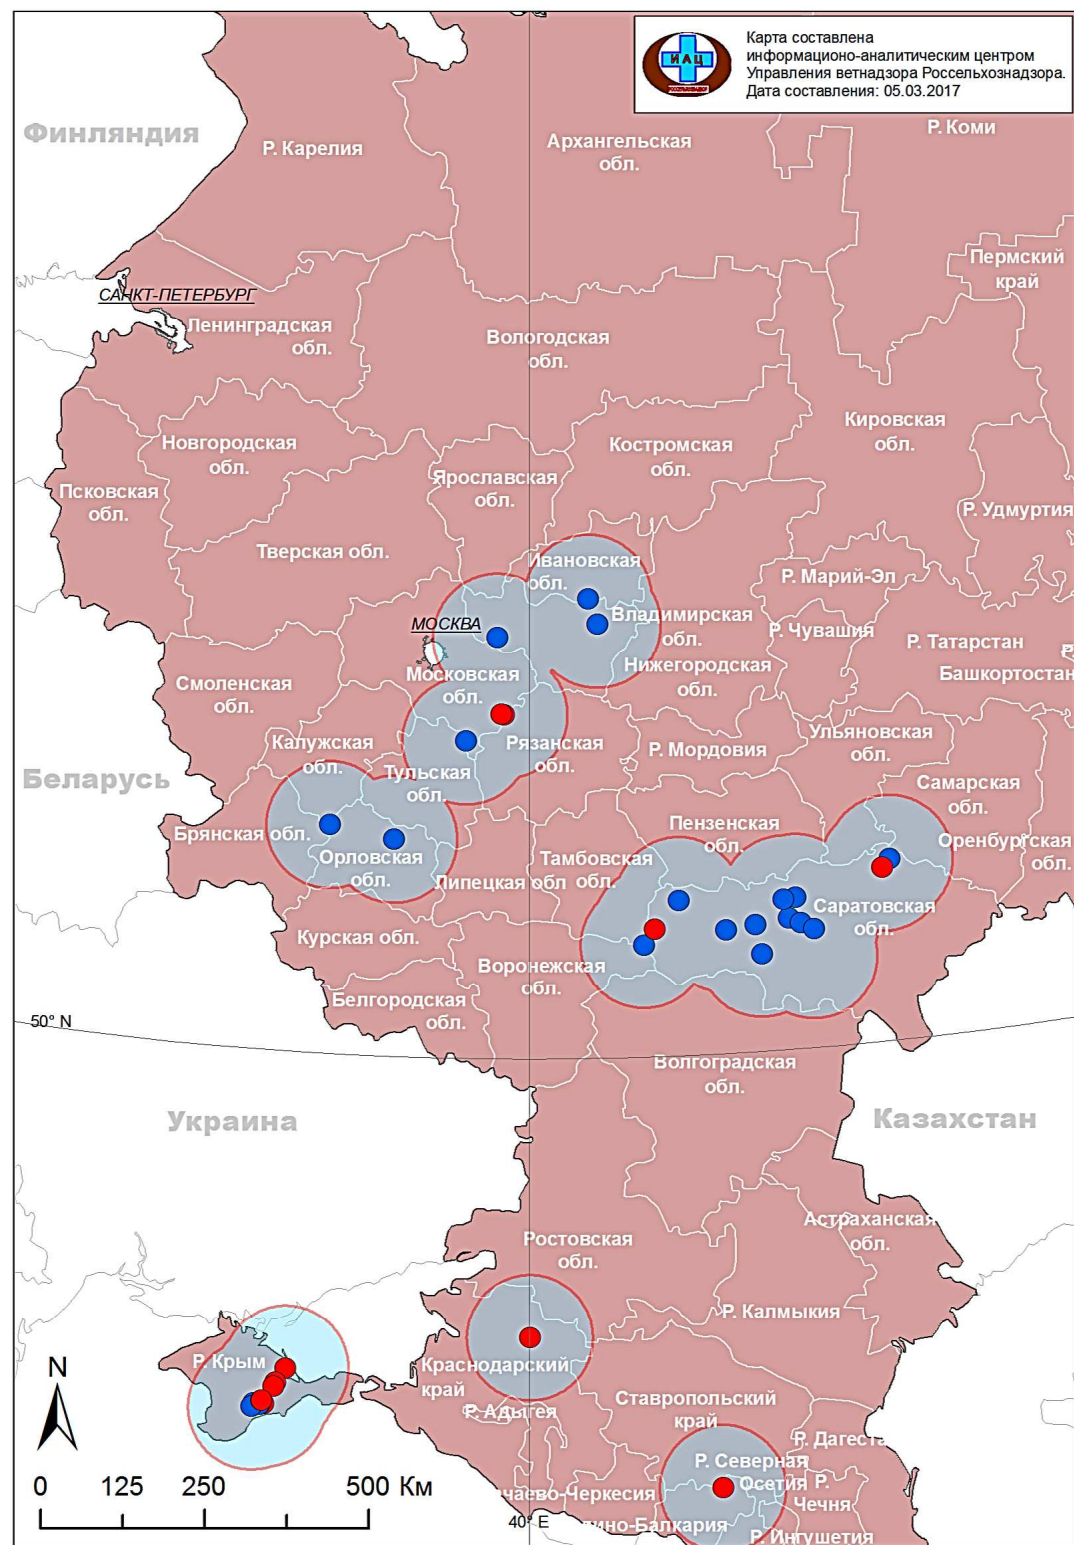 Карта составлена
информационо-аналитическим центром
Управления ветнадзора Россельхознадзора.
Дата составления: 05.03.2017
ИАЦ
РОССЕЛЬХОЗНАДЗОР
Финляндия
Р. Карелия
Архангельская
обл.
Р. Коми
Пермский
край
САНКТ-ПЕТЕРБУРГ
Ленинградская
обл.
Вологодская
обл.
Кировская
обл.
Новгородская
обл.
Костромская
обл.
Псковская
обл.
Ярославская
обл.
Р. Удмуртия
Тверская обл.
Ивановская
обл.
Р. Марий-Эл
МОСКВА
Владимирская
обл.
Р. Чувашия
Р. Татарстан
Башкортостан
Смоленская
обл.
Московская
обл.
Нижегородская
обл.
Калужская
обл.
Рязанская
обл.
Р. Мордовия
Ульяновская
обл.
Беларусь
Тульская
обл.
Самарская
обл.
Брянская обл.
Орловская
обл.
Пензенская
обл.
Оренбургская
обл.
Липецкая обл
Тамбовская
обл.
Саратовская
обл.
Курская обл.
Воронежская
обл.
Белгородская
обл.
50° N
Волгоградская
обл.
Украина
Казахстан
Астраханская
обл.
Ростовская
обл.
Р. Калмыкия
Р. Крым
Краснодарский
край
N
Р. Адыгея
Ставропольский
край
Р. Дагеста
Р. Северная
Осетия
Р.
Чечня
0 125 250 500 Км
чаево-Черкесия
40° E
ино-Балкария
Р. Ингушетия